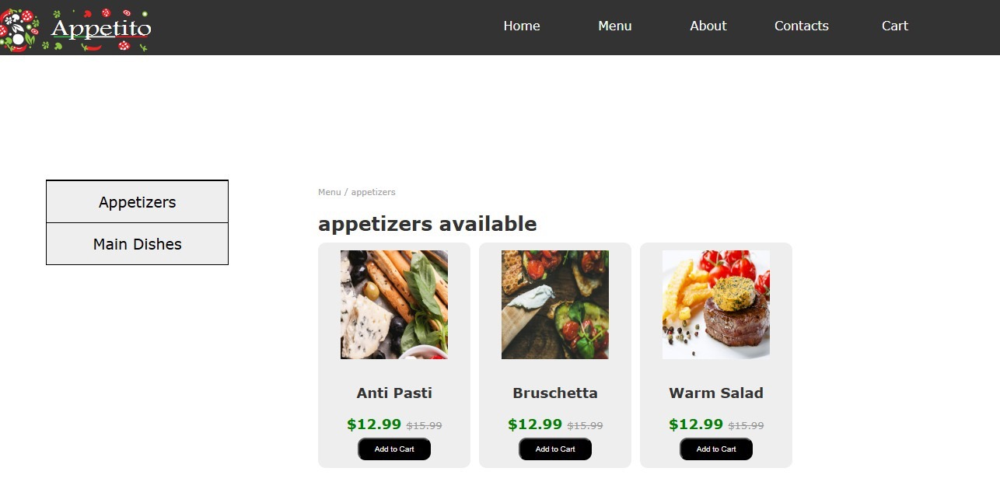 Appetito
Home Menu About Contacts Cart
Appetizers
Main Dishes
Menu / appetizers
appetizers available
Anti Pasti
$12.99 $15.99
Add to Cart
Bruschetta
$12.99 $15.99
Add to Cart
Warm Salad
$12.99 $15.99
Add to Cart